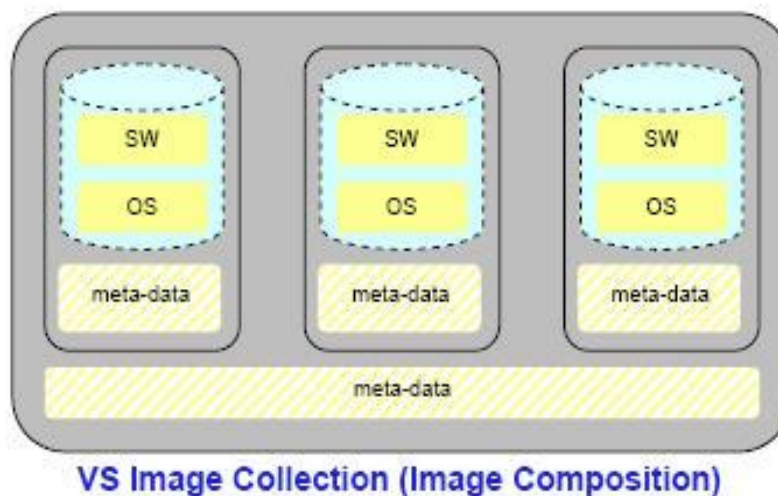 SW SW SW
OS OS OS
meta-data meta-data meta-data
meta-data
VS Image Collection (Image Composition)